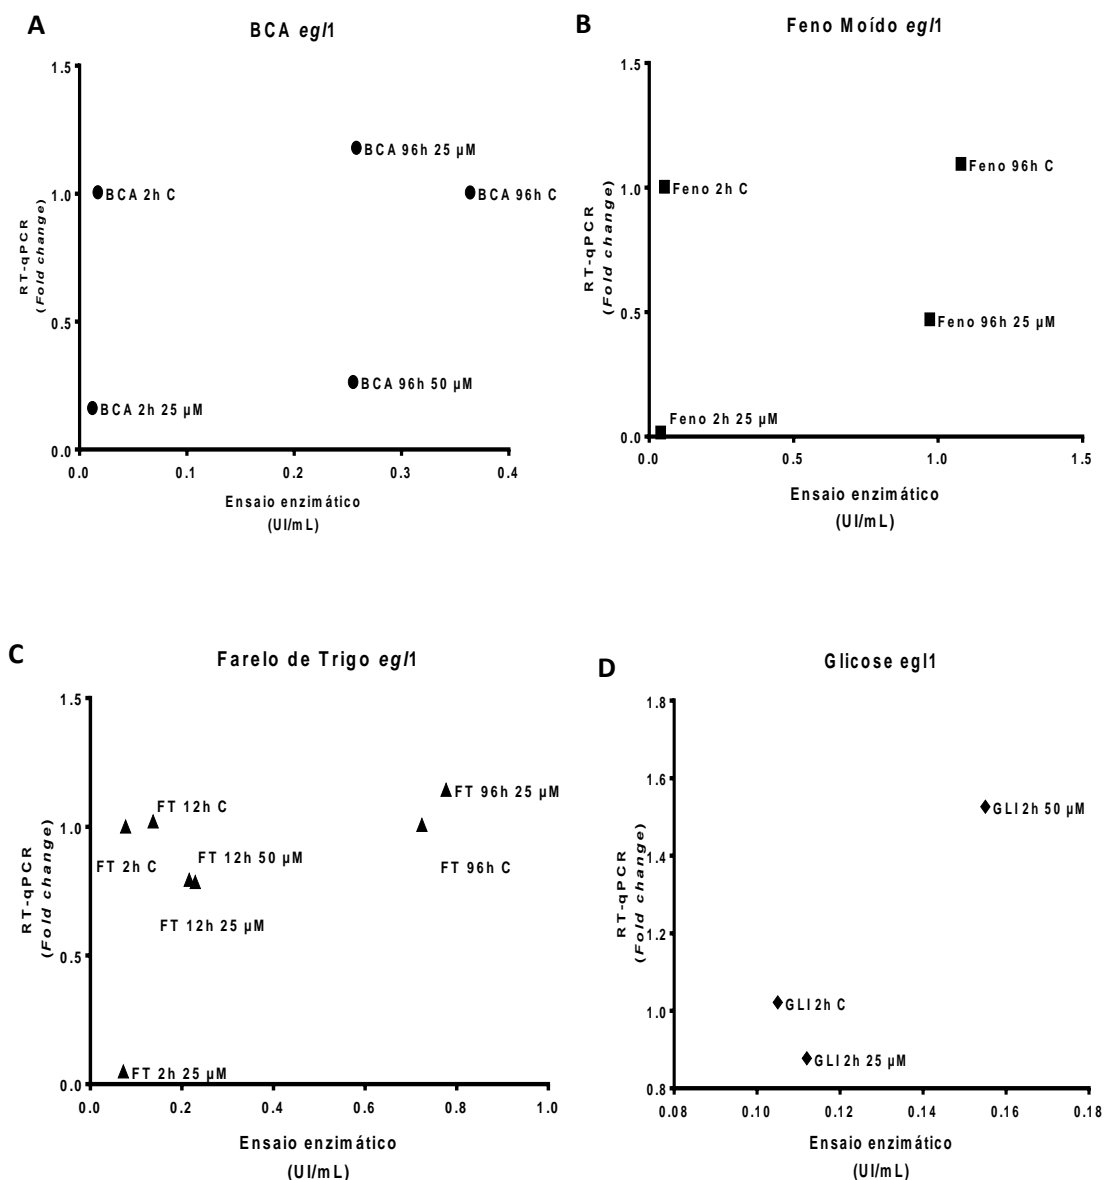 A
BCA egl1
RT-qPCR
(Fold change)
1.5
1.0
0.5
0.0
BCA 96h 25 µM
BCA 2h C
BCA 96h C
BCA 96h 50 µM
BCA 2h 25 µM
0.0 0.1 0.2 0.3 0.4
Ensaio enzimático
(UI/mL)
B
Feno Moído egl1
RT-qPCR
(Fold change)
1.5
1.0
0.5
0.0
Feno 96h C
Feno 2h C
Feno 96h 25 µM
Feno 2h 25 µM
0.0 0.5 1.0 1.5
Ensaio enzimático
(UI/mL)
C
Farelo de Trigo egl1
RT-qPCR
(Fold change)
1.5
1.0
0.5
0.0
FT 96h 25 µM
FT 12h C
FT 12h 50 µM
FT 2h C
FT 96h C
FT 12h 25 µM
FT 2h 25 µM
0.0 0.2 0.4 0.6 0.8 1.0
Ensaio enzimático
(UI/mL)
D
Glicose egl1
RT-qPCR
(Fold change)
1.8
1.6
1.4
1.2
1.0
0.8
GLI 2h 50 µM
GLI 2h C
GLI 2h 25 µM
0.08 0.10 0.12 0.14 0.16 0.18
Ensaio enzimático
(UI/mL)